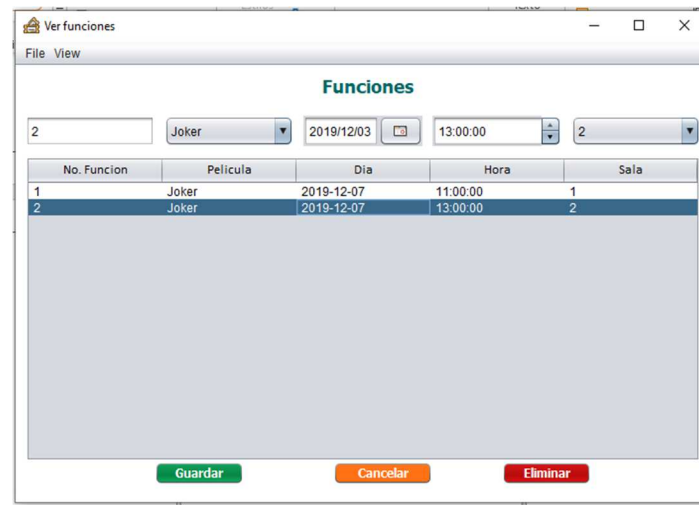 Ver funciones
File View
Funciones
2 Joker 2019/12/03 13:00:00 2
No. Funcion Pelicula Dia Hora Sala
1 Joker 2019-12-07 11:00:00 1
2 Joker 2019-12-07 13:00:00 2
Guardar Cancelar Eliminar